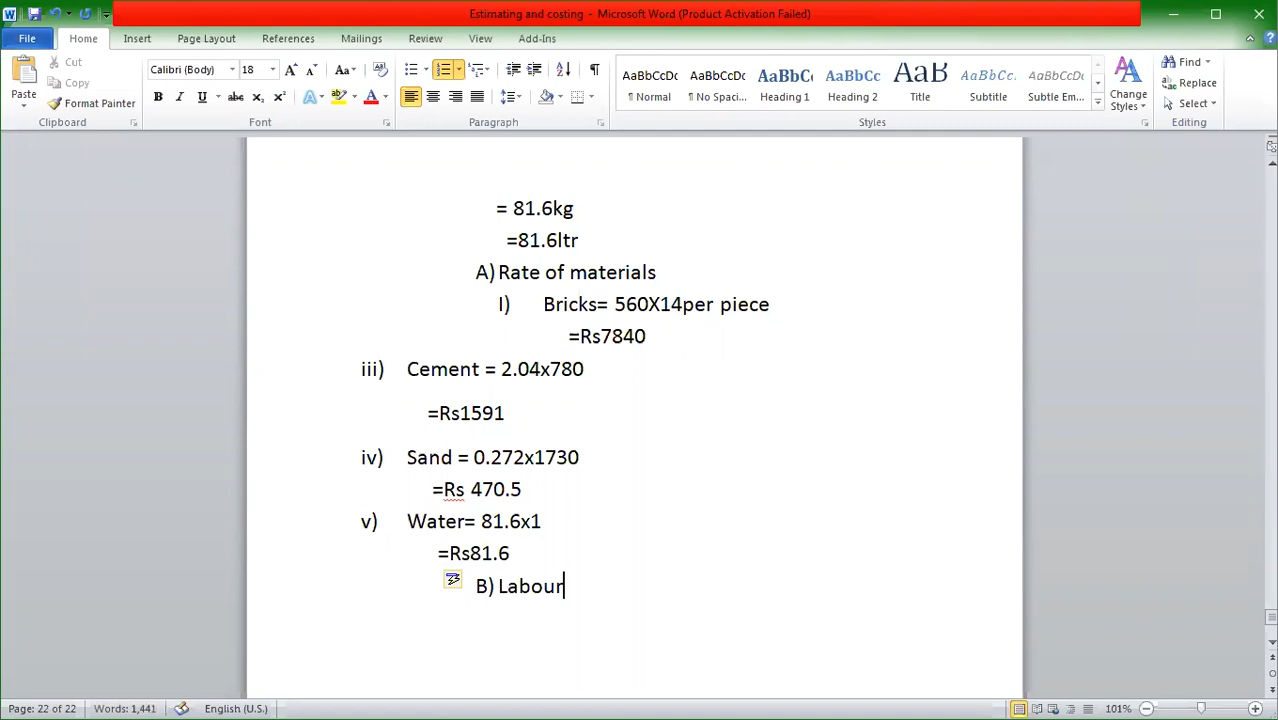 Estimating and costing - Microsoft Word (Product Activation Failed)
File Home Insert Page Layout References Mailings Review View Add-Ins
Paste
Cut
Copy
Format Painter
Clipboard
Calibri (Body) 18
Font
Paragraph
AaBbCcDc AaBbCcDc AaBbCc AaBbCc AaB AaBbCcDc AaBbCcDc
¶ Normal ¶ No Spaci... Heading 1 Heading 2 Title Subtitle Subtle Em...
Styles
Change Styles
Find
Replace
Select
Editing
= 81.6kg
=81.6ltr
A) Rate of materials
I) Bricks= 560X14per piece
=Rs7840
iii) Cement = 2.04x780
=Rs1591
iv) Sand = 0.272x1730
=Rs 470.5
v) Water= 81.6x1
=Rs81.6
B) Labour
Page: 22 of 22 Words: 1,441 English (U.S.) 101%